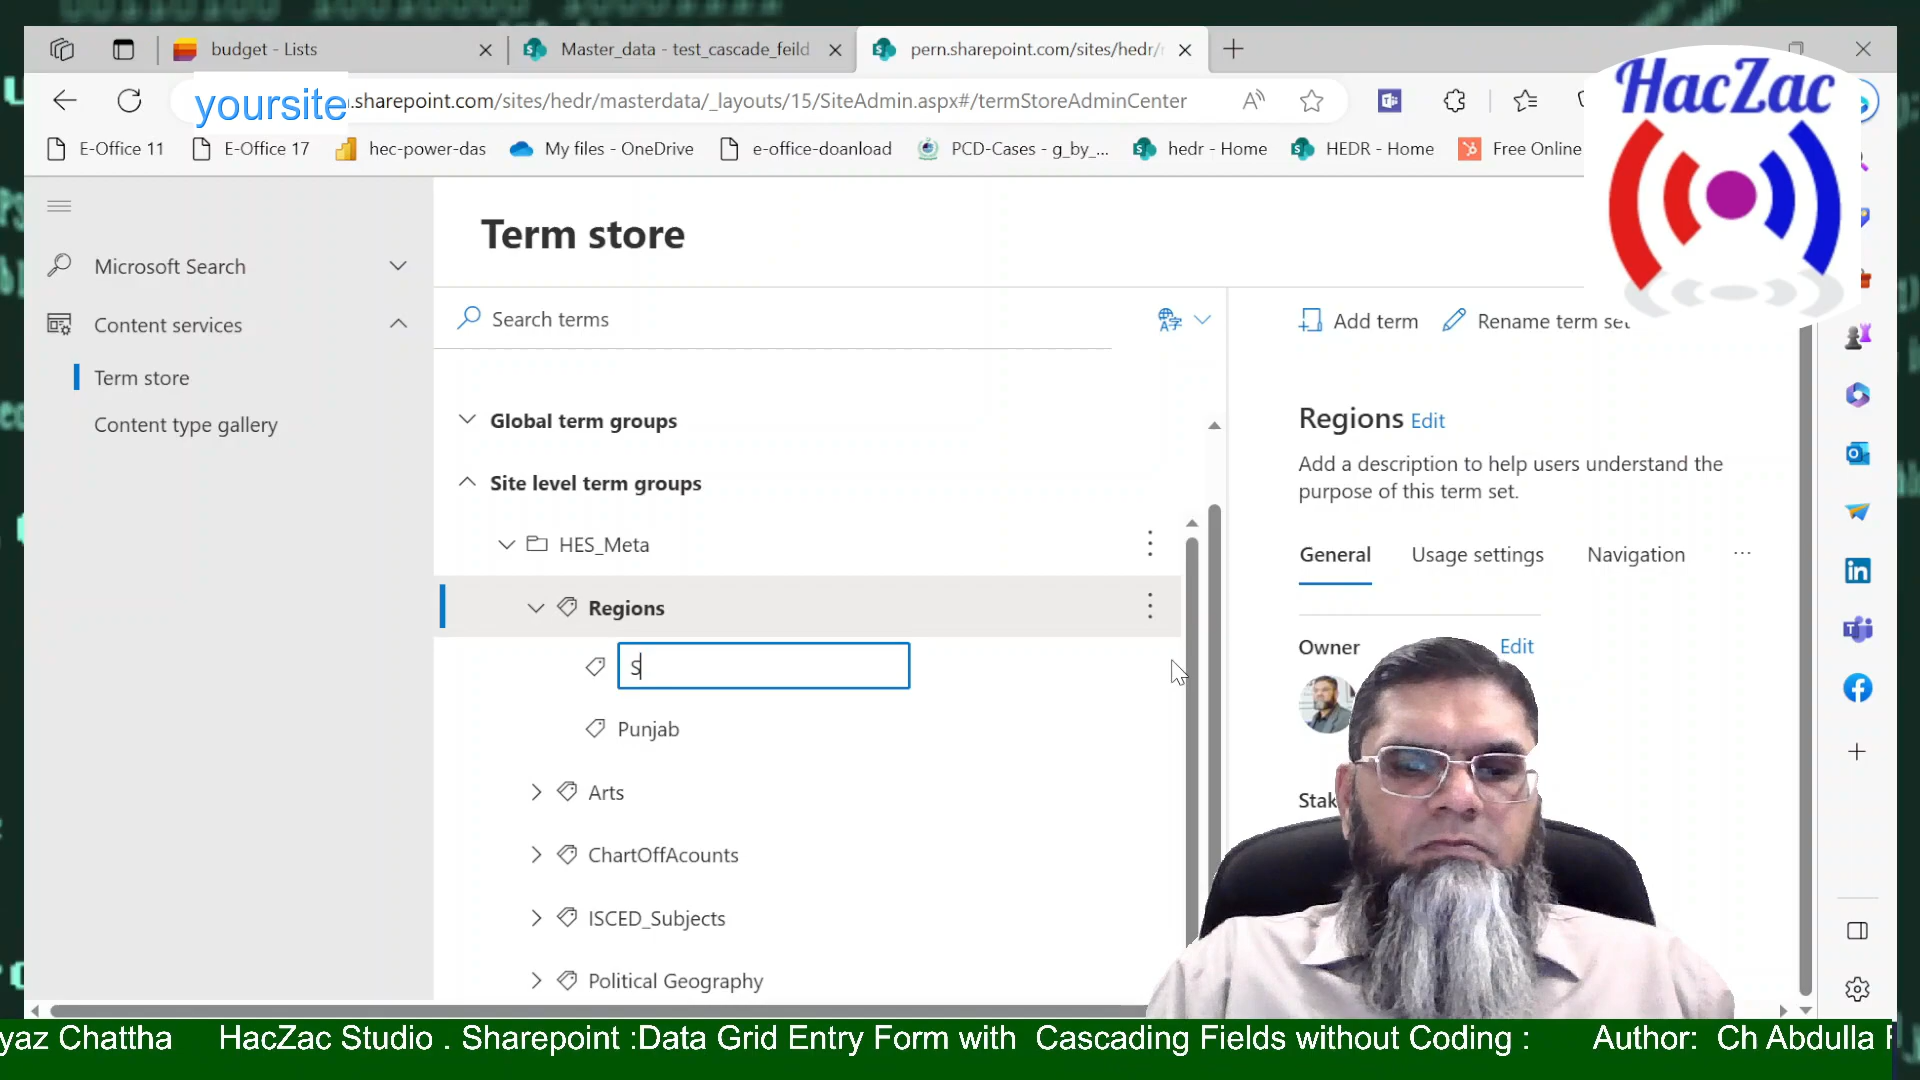 budget - Lists
Master_data - test_cascade_feild
pern.sharepoint.com/sites/hedr/
yoursite.sharepoint.com/sites/hedr/masterdata/_layouts/15/SiteAdmin.aspx#/termStoreAdminCenter
E-Office 11
E-Office 17
hec-power-das
My files - OneDrive
e-office-doanload
PCD-Cases - g_by_...
hedr - Home
HEDR - Home
Free Online
HacZac
Microsoft Search
Content services
Term store
Content type gallery
Term store
Search terms
Global term groups
Site level term groups
HES_Meta
Regions
S
Punjab
Arts
ChartOffAcounts
ISCED_Subjects
Political Geography
Add term
Rename term set
Regions Edit
Add a description to help users understand the
purpose of this term set.
General
Usage settings
Navigation
...
Owner
Edit
Stak
yaz Chattha HacZac Studio . Sharepoint :Data Grid Entry Form with Cascading Fields without Coding : Author: Ch Abdulla